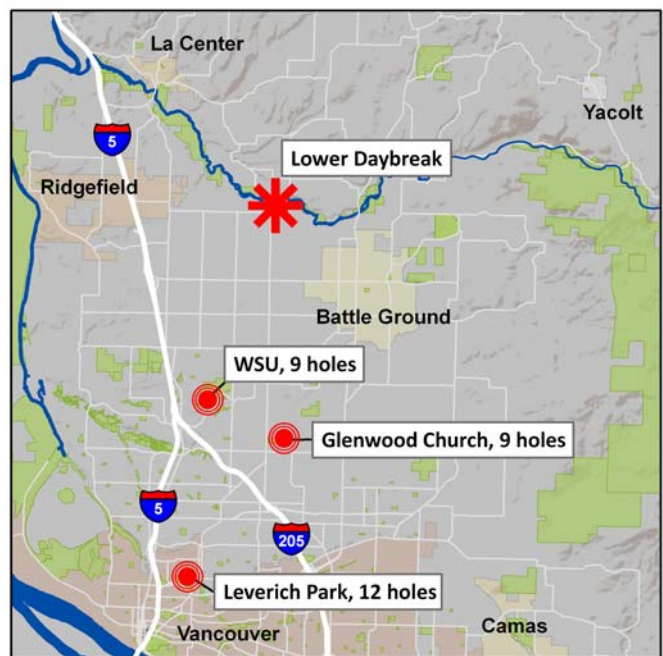 La Center
Yacolt
5
Lower Daybreak
Ridgefield
Battle Ground
WSU, 9 holes
Glenwood Church, 9 holes
5
205
Leverich Park, 12 holes
Camas
Vancouver